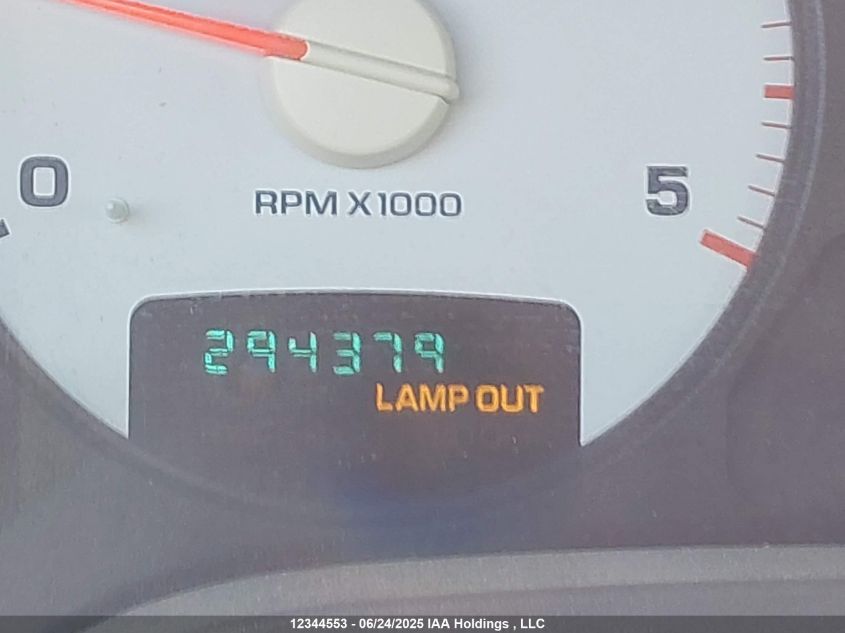 0
5
RPM X1000
294379
LAMP OUT
12344553 - 06/24/2025 IAA Holdings , LLC